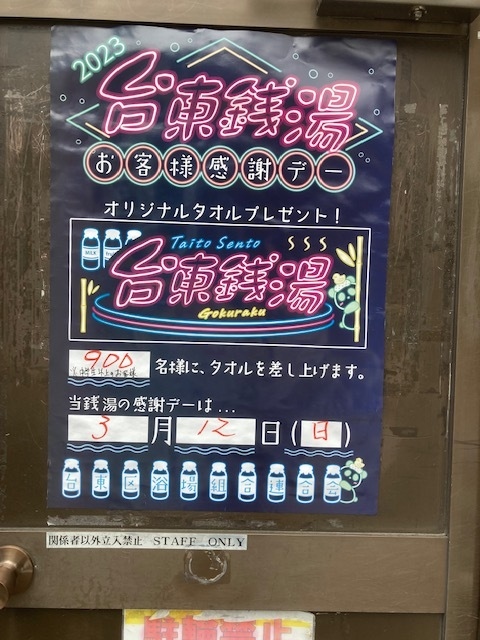 2023
台東銭湯
お客様感謝デー
オリジナルタオルプレゼント！
MILK
Taito Sento
台東銭湯
Gokuraku
900
名様に、タオルを差し上げます。
当銭湯の感謝デーは...
3月12日(日)
台東区浴場組合連合会
関係者以外立入禁止 STAFF ONLY